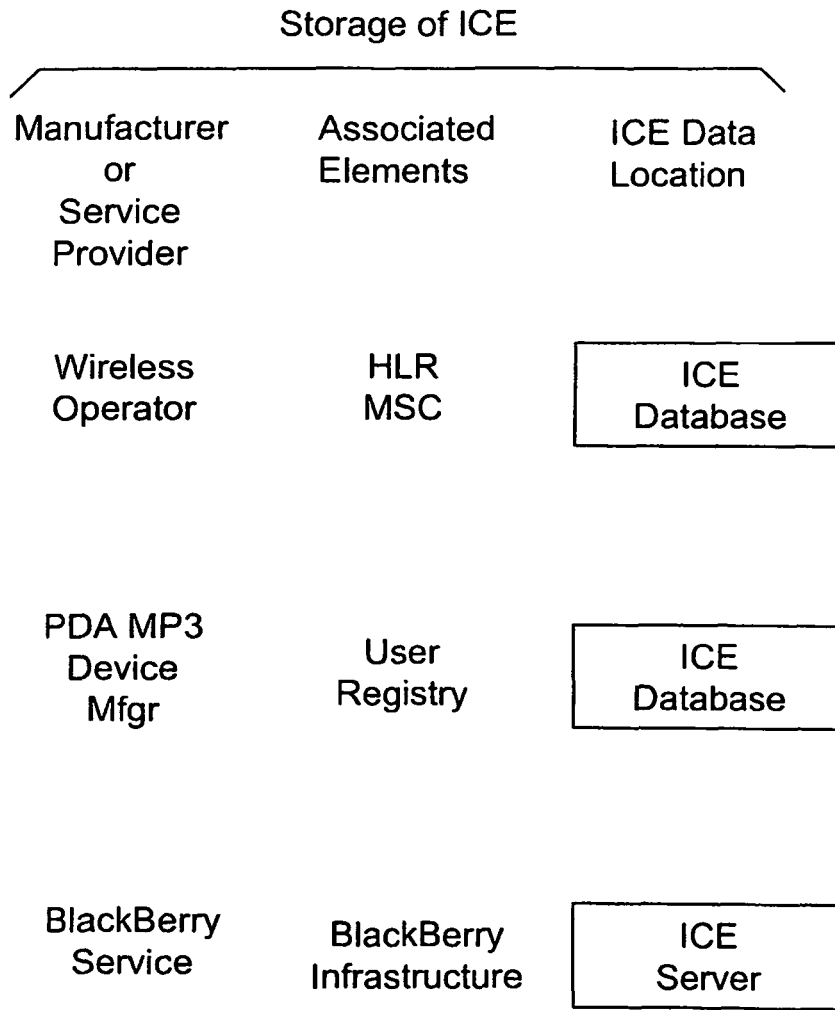 Storage of ICE
Manufacturer
or
Service
Provider
Associated
Elements
ICE Data
Location
Wireless
Operator
HLR
MSC
ICE
Database
PDA MP3
Device
Mfgr
User
Registry
ICE
Database
BlackBerry
Service
BlackBerry
Infrastructure
ICE
Server